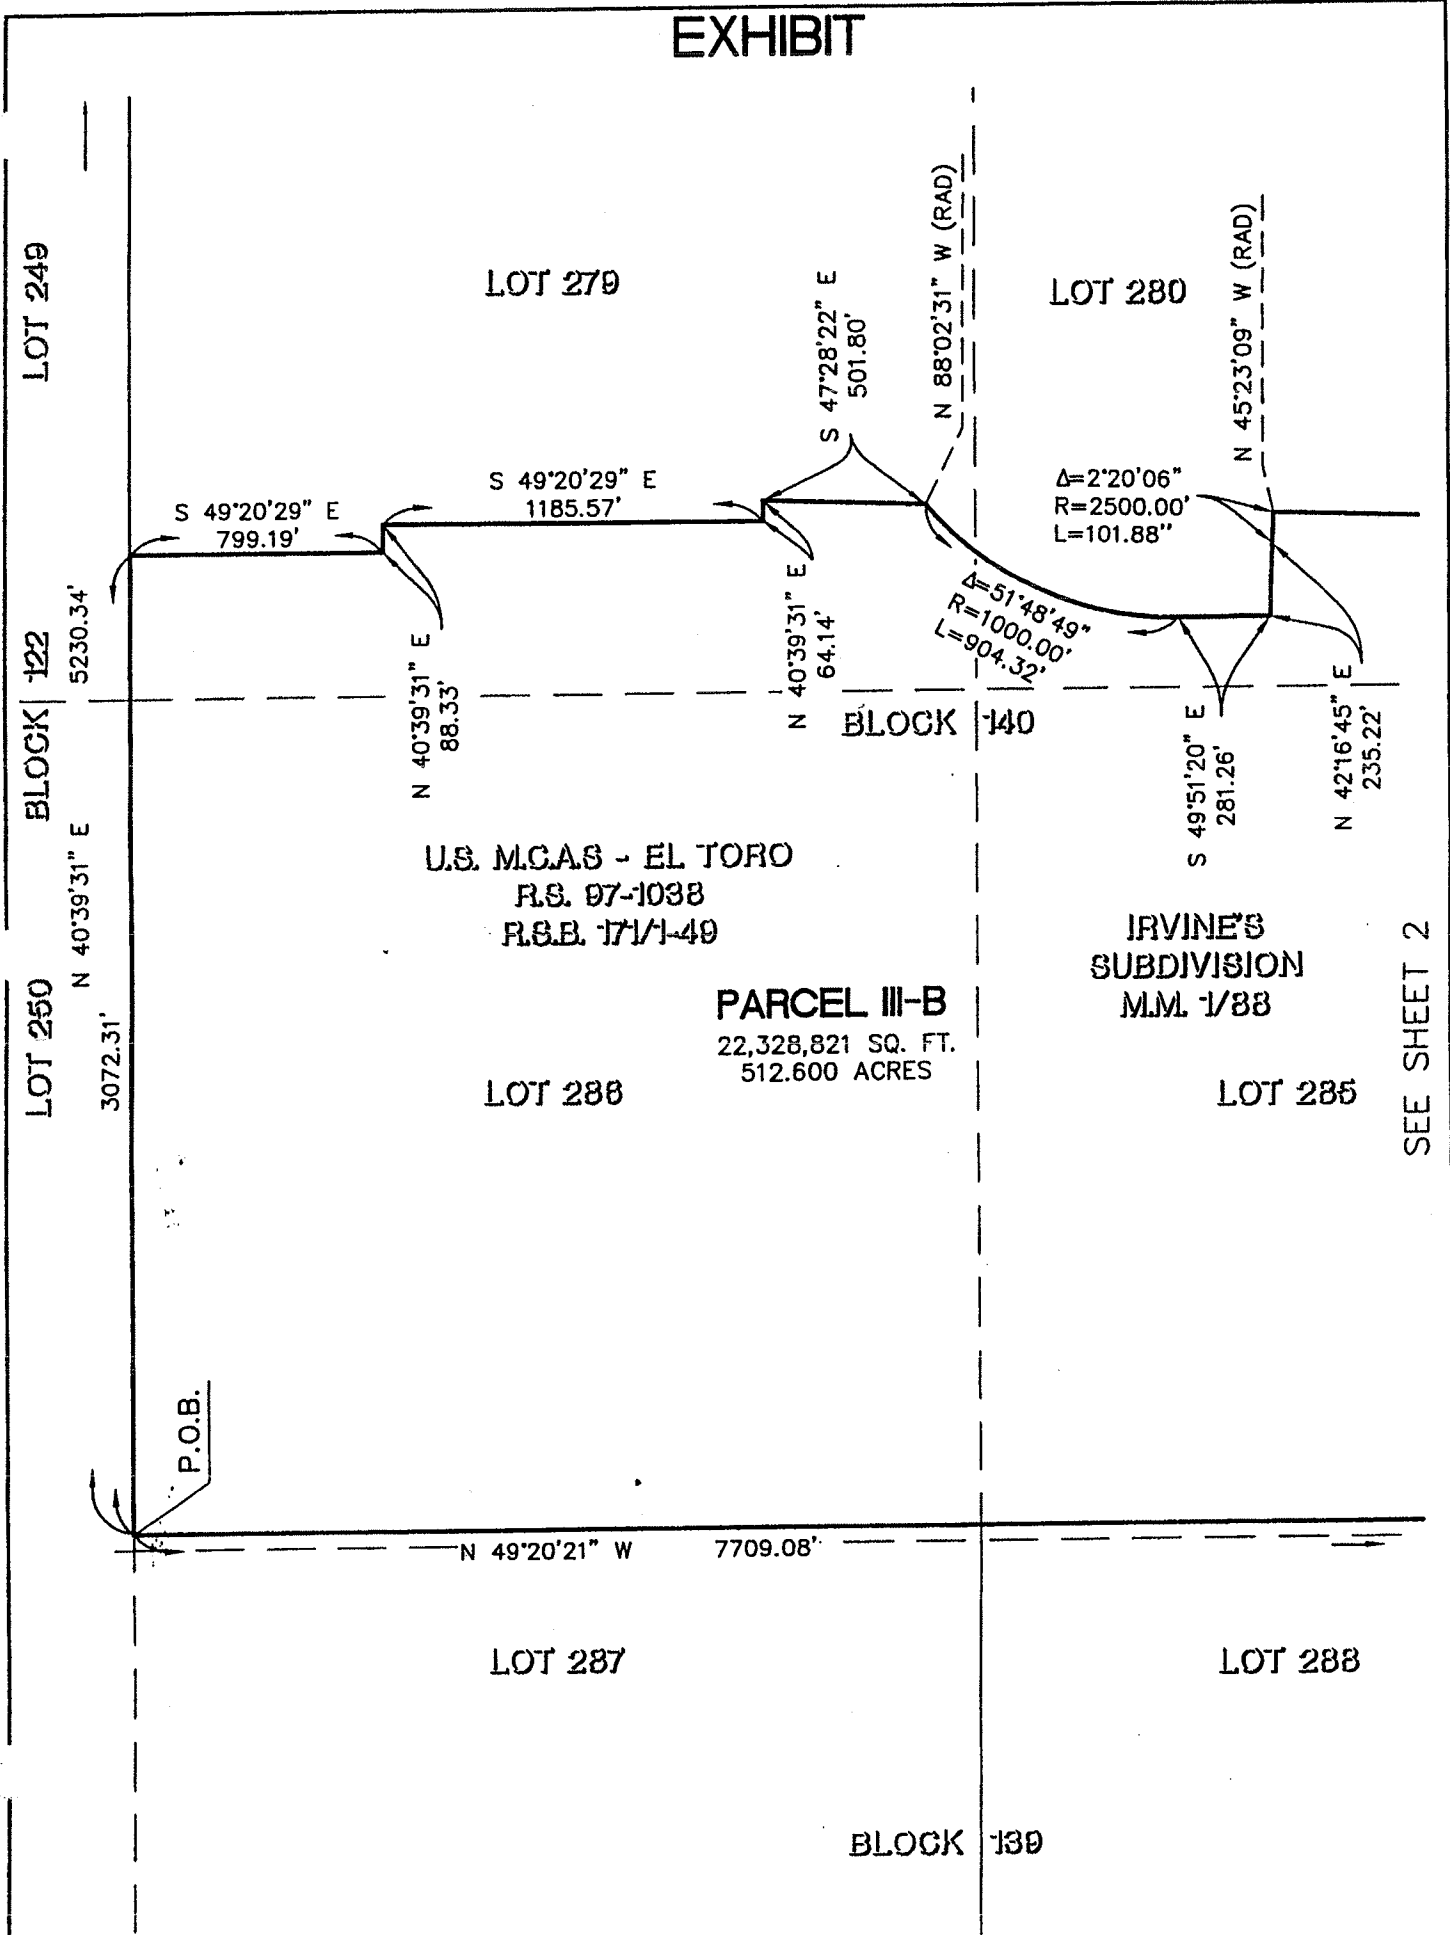 EXHIBIT
LOT 249
LOT 279
LOT 280
S 47°28'22" E
501.80'
N 88°02'31" W (RAD)
N 45°23'09" W (RAD)
S 49°20'29" E
799.19'
S 49°20'29" E
1185.57'
Δ=2°20'06"
R=2500.00'
L=101.88''
Δ=51°48'49"
R=1000.00'
L=904.32'
N 40°39'31" E
88.33'
N 40°39'31" E
64.14'
S 49°51'20" E
281.26'
N 42°16'45" E
235.22'
BLOCK 122
5230.34'
BLOCK 140
N 40°39'31" E
3072.31'
LOT 250
U.S. M.C.A.S - EL TORO
R.S. 97-1038
R.S.B. 171/1-49
IRVINE'S
SUBDIVISION
M.M. 1/88
PARCEL III-B
22,328,821 SQ. FT.
512.600 ACRES
LOT 286
LOT 285
SEE SHEET 2
P.O.B.
N 49°20'21" W 7709.08'
LOT 287
LOT 288
BLOCK 139